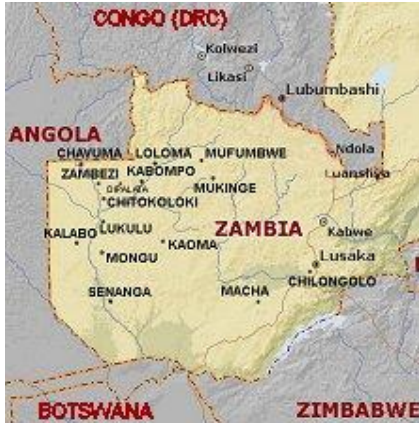 CONGO (DRC)
Kolwezi
Likasi
Lubumbashi
ANGOLA
CHAVUMA
LOLOMA
MUFUMBWE
Ndola
ZAMBEZI
KABOMPO
Luanshya
MUKINGE
CHITOKOLOKI
LUKULU
ZAMBIA
Kabwe
KALABO
KAOMA
MONGU
Lusaka
CHILONGOLO
SENANGA
MACHA
BOTSWANA
ZIMBABWE